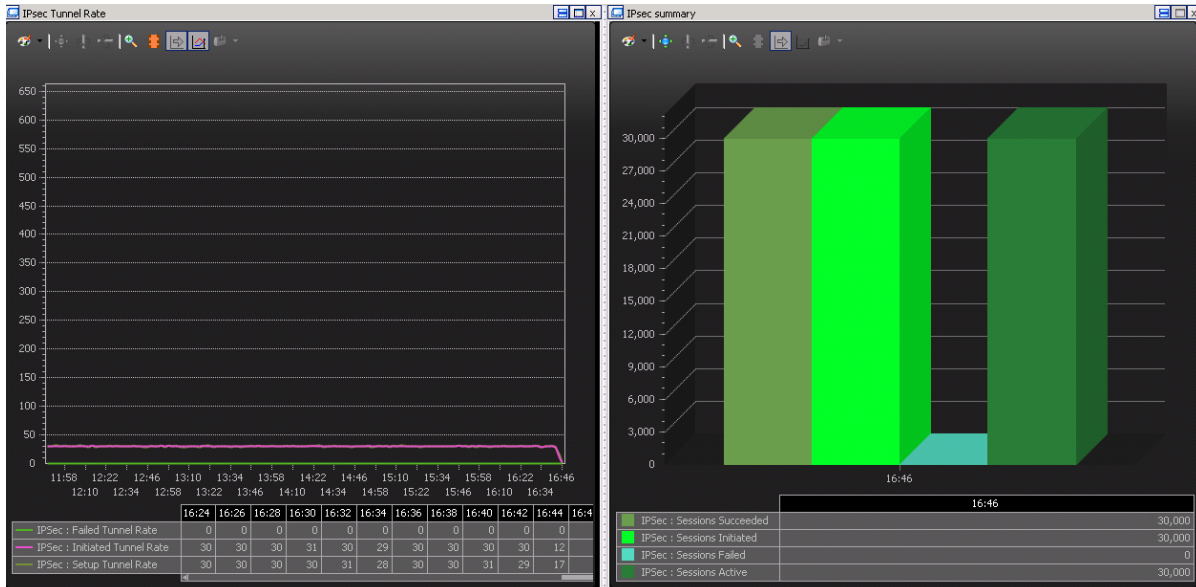 IPsec Tunnel Rate
650
600
550
500
450
400
350
300
250
200
150
100
50
0
11:58 12:22 12:46 13:10 13:34 13:58 14:22 14:46 15:10 15:34 15:58 16:22 16:46
12:10 12:34 12:58 13:22 13:46 14:10 14:34 14:58 15:22 15:46 16:10 16:34
16:24 16:26 16:28 16:30 16:32 16:34 16:36 16:38 16:40 16:42 16:44 16:4
IPSec : Failed Tunnel Rate 0 0 0 0 0 0 0 0 0 0 0
IPSec : Initiated Tunnel Rate 30 30 30 31 30 29 30 30 30 30 12
IPSec : Setup Tunnel Rate 30 30 30 30 31 28 30 30 31 29 17
IPsec summary
30,000
27,000
24,000
21,000
18,000
15,000
12,000
9,000
6,000
3,000
0
16:46
16:46
IPSec : Sessions Succeeded 30,000
IPSec : Sessions Initiated 30,000
IPSec : Sessions Failed 0
IPSec : Sessions Active 30,000